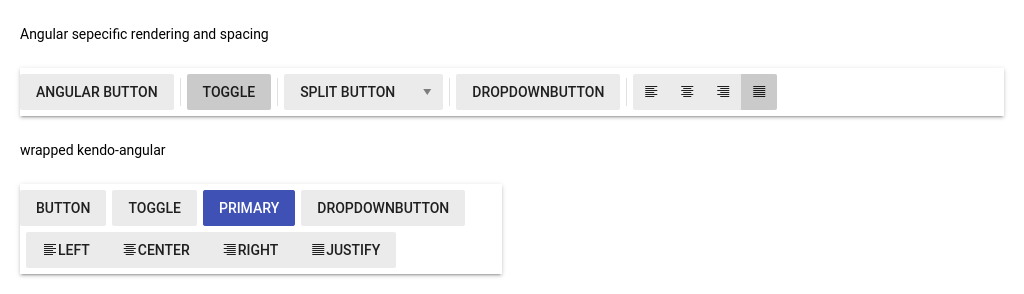 Angular sepecific rendering and spacing
ANGULAR BUTTON TOGGLE SPLIT BUTTON DROPDOWNBUTTON
wrapped kendo-angular
BUTTON TOGGLE PRIMARY DROPDOWNBUTTON
LEFT CENTER RIGHT JUSTIFY